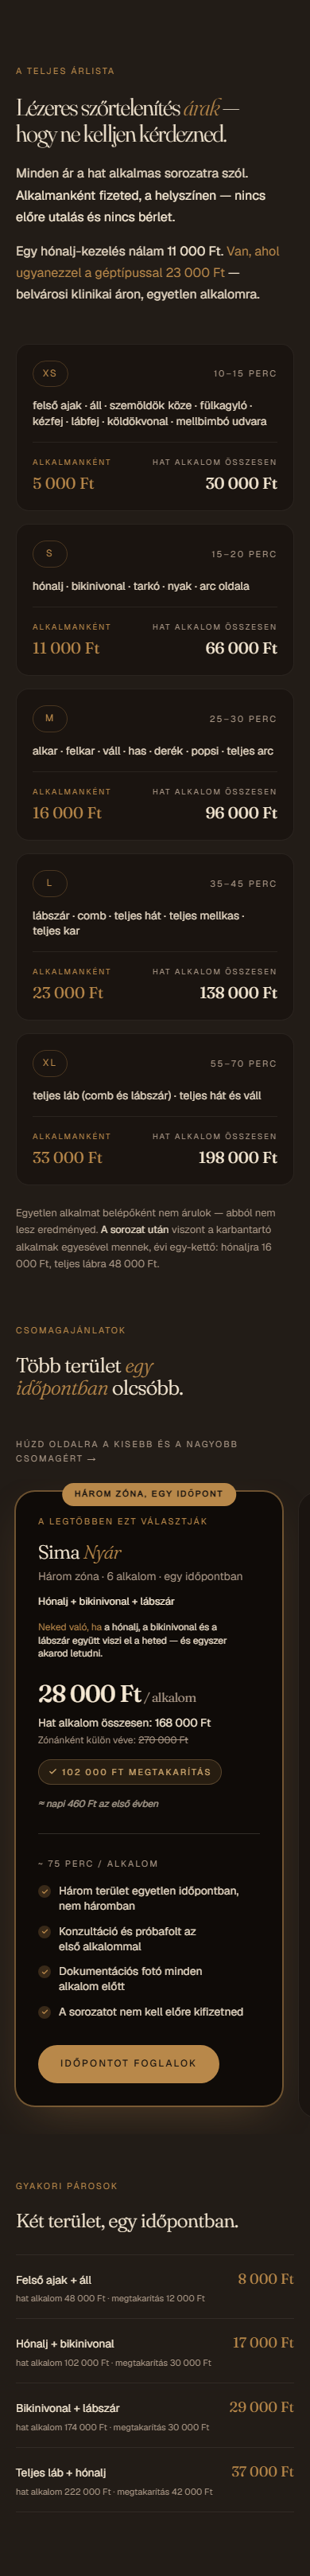 A TELJES ÁRLISTA
Lézeres szőrtelenítés árak —
hogy ne kelljen kérdezned.
Minden ár a hat alkalmas sorozatra szól.
Alkalmanként fizeted, a helyszínen — nincs
előre utalás és nincs bérlet.
Egy hónalj-kezelés nálam 11 000 Ft. Van, ahol
ugyanezzel a géptípussal 23 000 Ft —
belvárosi klinikai áron, egyetlen alkalomra.
XS
10–15 PERC
felső ajak · áll · szemöldök köze · fülkagyló ·
kézfej · lábfej · köldökvonal · mellbimbó udvara
ALKALMANKÉNT
HAT ALKALOM ÖSSZESEN
5 000 Ft
30 000 Ft
S
15–20 PERC
hónalj · bikinivonal · tarkó · nyak · arc oldala
ALKALMANKÉNT
HAT ALKALOM ÖSSZESEN
11 000 Ft
66 000 Ft
M
25–30 PERC
alkar · felkar · váll · has · derék · popsi · teljes arc
ALKALMANKÉNT
HAT ALKALOM ÖSSZESEN
16 000 Ft
96 000 Ft
L
35–45 PERC
lábszár · comb · teljes hát · teljes mellkas ·
teljes kar
ALKALMANKÉNT
HAT ALKALOM ÖSSZESEN
23 000 Ft
138 000 Ft
XL
55–70 PERC
teljes láb (comb és lábszár) · teljes hát és váll
ALKALMANKÉNT
HAT ALKALOM ÖSSZESEN
33 000 Ft
198 000 Ft
Egyetlen alkalmat belépőként nem árulok — abból nem
lesz eredményed. A sorozat után viszont a karbantartó
alkalmak egyesével mennek, évi egy-kettő: hónaljra 16
000 Ft, teljes lábra 48 000 Ft.
CSOMAGAJÁNLATOK
Több terület egy
időpontban olcsóbb.
HÚZD OLDALRA A KISEBB ÉS A NAGYOBB
CSOMAGÉRT →
HÁROM ZÓNA, EGY IDŐPONT
A LEGTÖBBEN EZT VÁLASZTJÁK
Sima Nyár
Három zóna · 6 alkalom · egy időpontban
Hónalj + bikinivonal + lábszár
Neked való, ha a hónalj, a bikinivonal és a
lábszár együtt viszi el a heted — és egyszer
akarod letudni.
28 000 Ft / alkalom
Hat alkalom összesen: 168 000 Ft
Zónánként külön véve: 270 000 Ft
✓ 102 000 FT MEGTAKARÍTÁS
≈ napi 460 Ft az első évben
~ 75 PERC / ALKALOM
Három terület egyetlen időpontban,
nem háromban
Konzultáció és próbafolt az
első alkalommal
Dokumentációs fotó minden
alkalom előtt
A sorozatot nem kell előre kifizetned
IDŐPONTOT FOGLALOK
GYAKORI PÁROSOK
Két terület, egy időpontban.
Felső ajak + áll
8 000 Ft
hat alkalom 48 000 Ft · megtakarítás 12 000 Ft
Hónalj + bikinivonal
17 000 Ft
hat alkalom 102 000 Ft · megtakarítás 30 000 Ft
Bikinivonal + lábszár
29 000 Ft
hat alkalom 174 000 Ft · megtakarítás 30 000 Ft
Teljes láb + hónalj
37 000 Ft
hat alkalom 222 000 Ft · megtakarítás 42 000 Ft